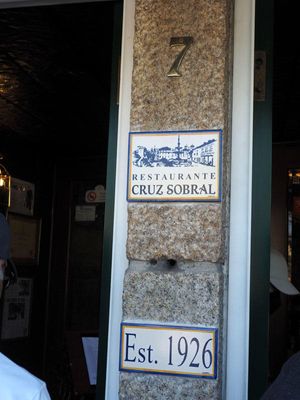 7
RESTAURANTE
CRUZ SOBRAL
Est. 1926